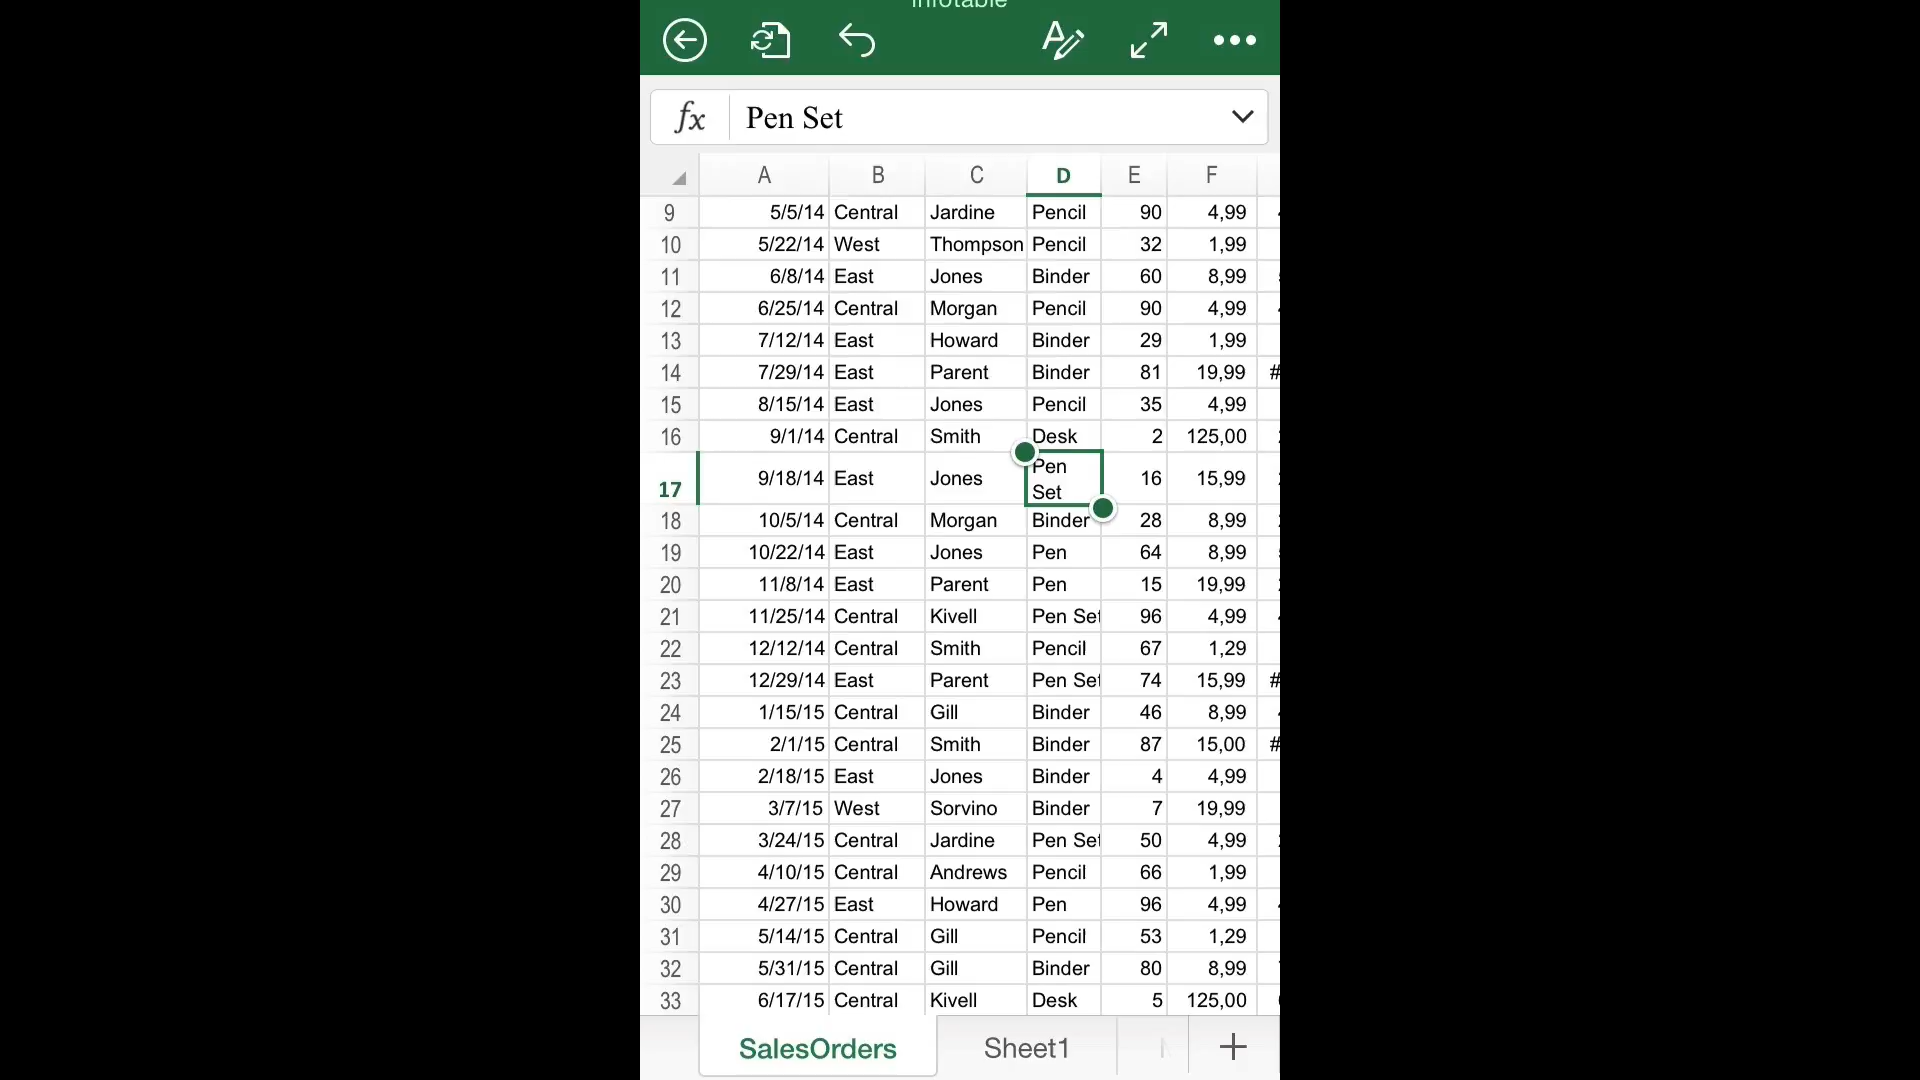 infotable
fx Pen Set
A B C D E F
9 5/5/14 Central Jardine Pencil 90 4,99
10 5/22/14 West Thompson Pencil 32 1,99
11 6/8/14 East Jones Binder 60 8,99
12 6/25/14 Central Morgan Pencil 90 4,99
13 7/12/14 East Howard Binder 29 1,99
14 7/29/14 East Parent Binder 81 19,99 #
15 8/15/14 East Jones Pencil 35 4,99
16 9/1/14 Central Smith Desk 2 125,00
17 9/18/14 East Jones Pen Set 16 15,99
18 10/5/14 Central Morgan Binder 28 8,99
19 10/22/14 East Jones Pen 64 8,99
20 11/8/14 East Parent Pen 15 19,99
21 11/25/14 Central Kivell Pen Set 96 4,99
22 12/12/14 Central Smith Pencil 67 1,29
23 12/29/14 East Parent Pen Set 74 15,99 #
24 1/15/15 Central Gill Binder 46 8,99
25 2/1/15 Central Smith Binder 87 15,00 #
26 2/18/15 East Jones Binder 4 4,99
27 3/7/15 West Sorvino Binder 7 19,99
28 3/24/15 Central Jardine Pen Set 50 4,99
29 4/10/15 Central Andrews Pencil 66 1,99
30 4/27/15 East Howard Pen 96 4,99
31 5/14/15 Central Gill Pencil 53 1,29
32 5/31/15 Central Gill Binder 80 8,99
33 6/17/15 Central Kivell Desk 5 125,00
SalesOrders Sheet1 +